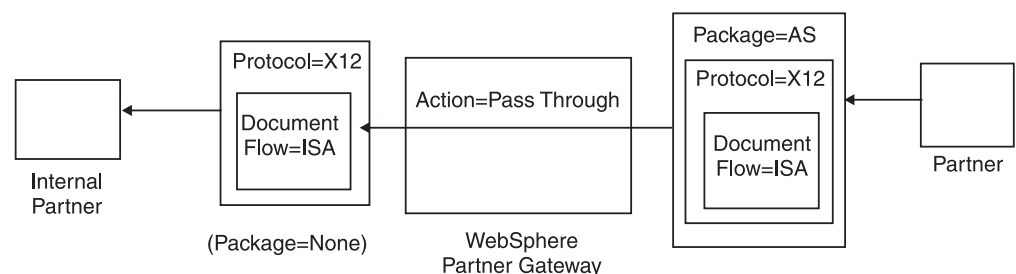 Internal
Partner
Protocol=X12
Document
Flow=ISA
(Package=None)
Action=Pass Through
WebSphere
Partner Gateway
Package=AS
Protocol=X12
Document
Flow=ISA
Partner